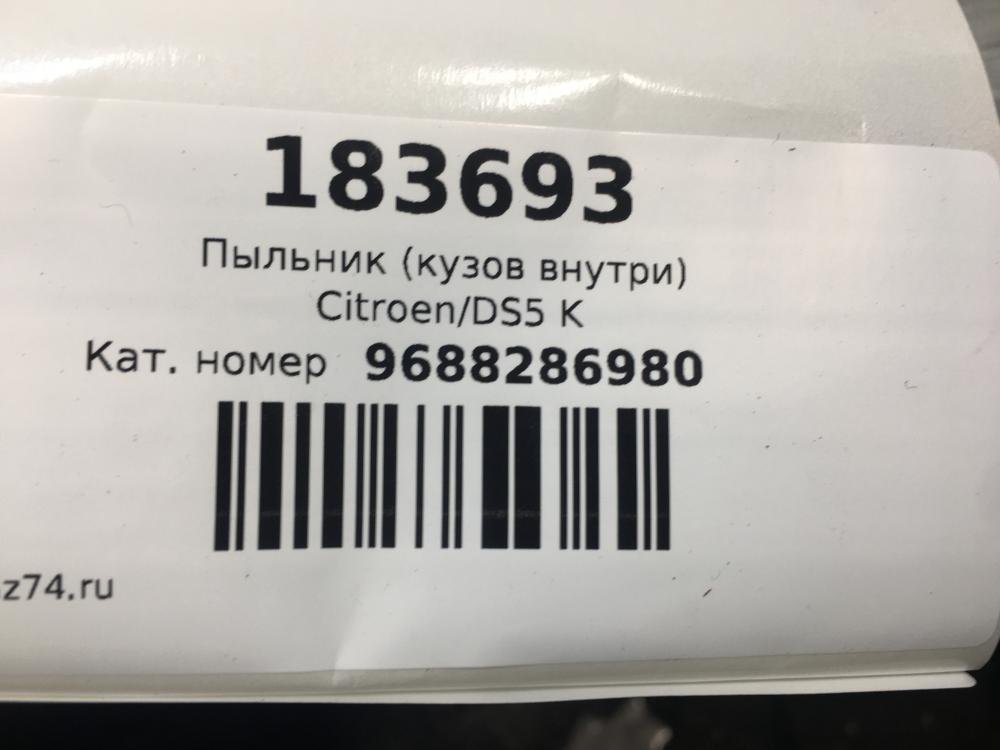 183693
Пыльник (кузов внутри)
Citroen/DS5 K
Кат. номер 9688286980
z74.ru